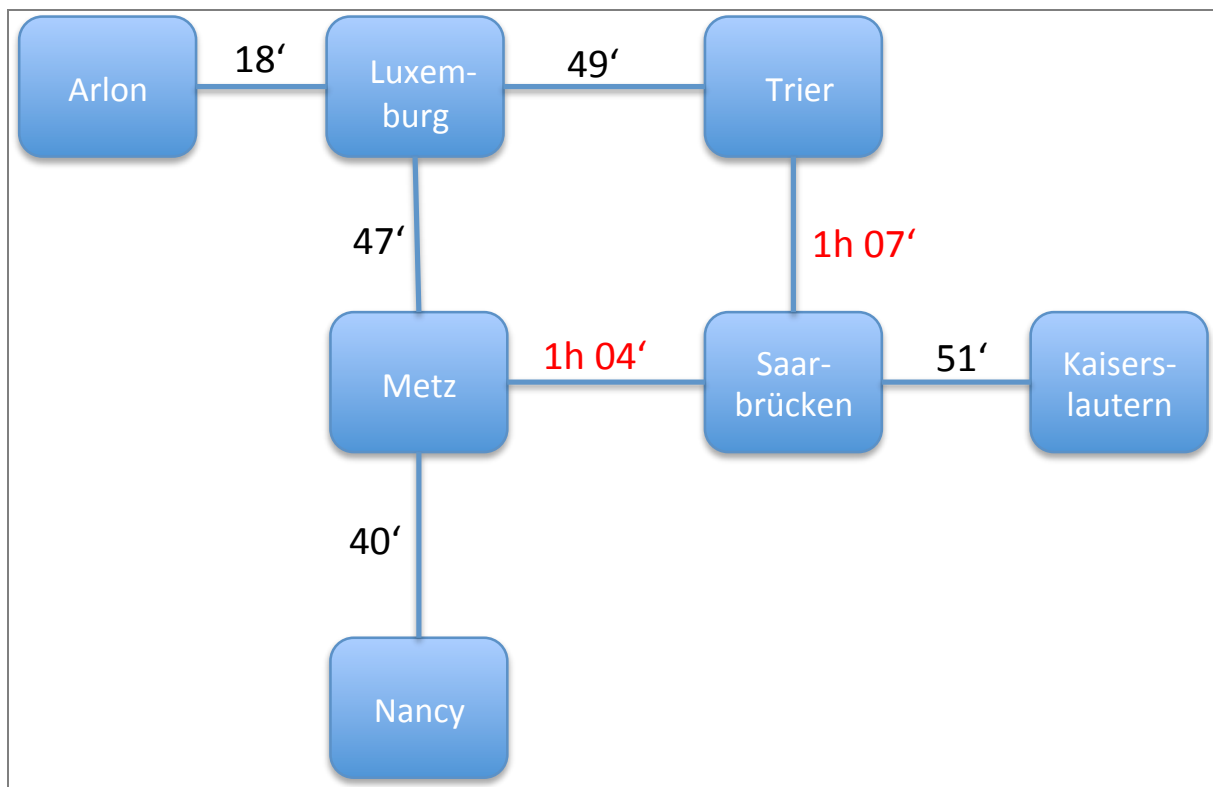 Arlon
18‘
Luxem-
burg
49‘
Trier
47‘
1h 07‘
Metz
1h 04‘
Saar-
brücken
51‘
Kaisers-
lautern
40‘
Nancy